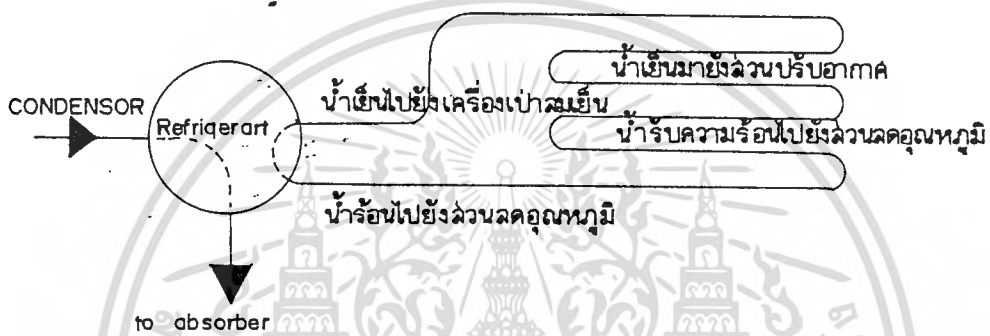 น้ำเย็นมายังส่วนปรับอากาศ
CONDENSOR
น้ำเย็นไปยังเครื่องเป่าลมเย็น
Refrigerart
น้ำรับความร้อนไปยังส่วนลดอุณหภูมิ
น้ำร้อนไปยังส่วนลดอุณหภูมิ
to absorber